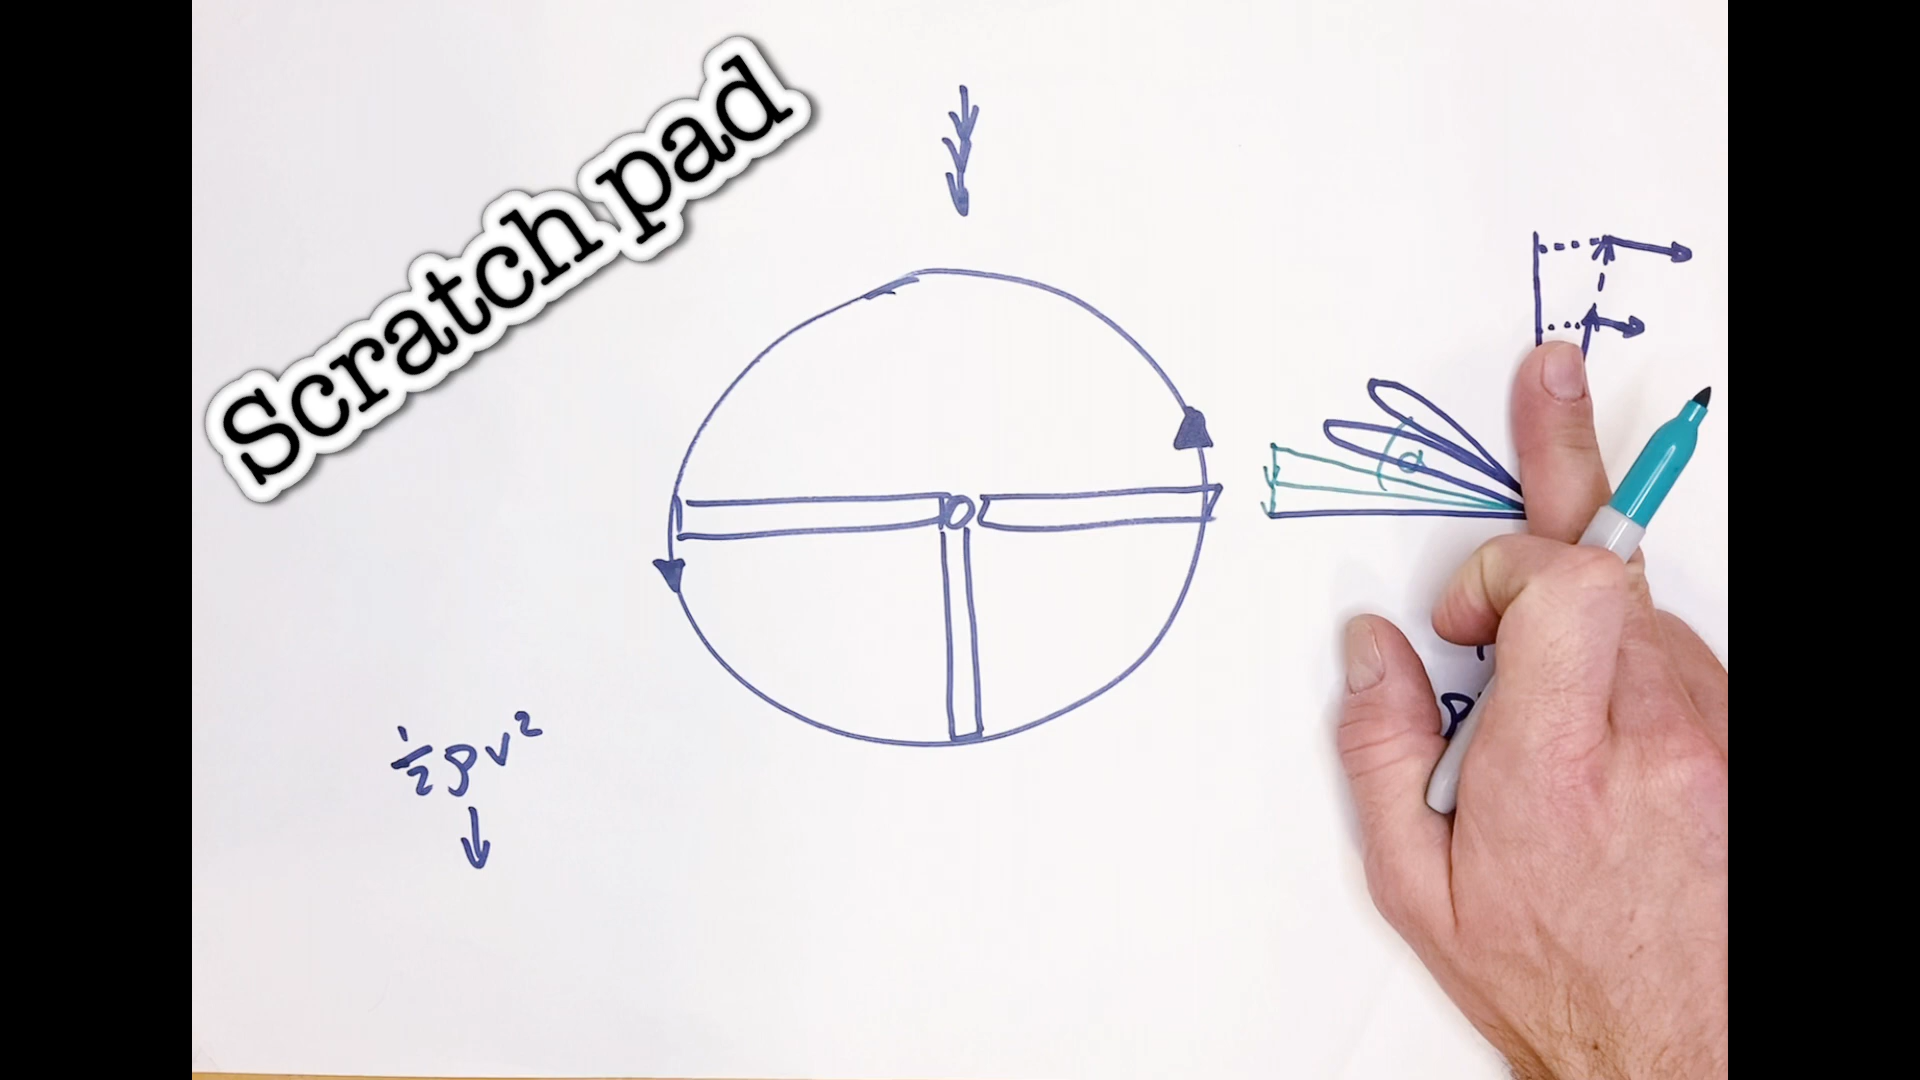 Scratch pad
α
½ρv²